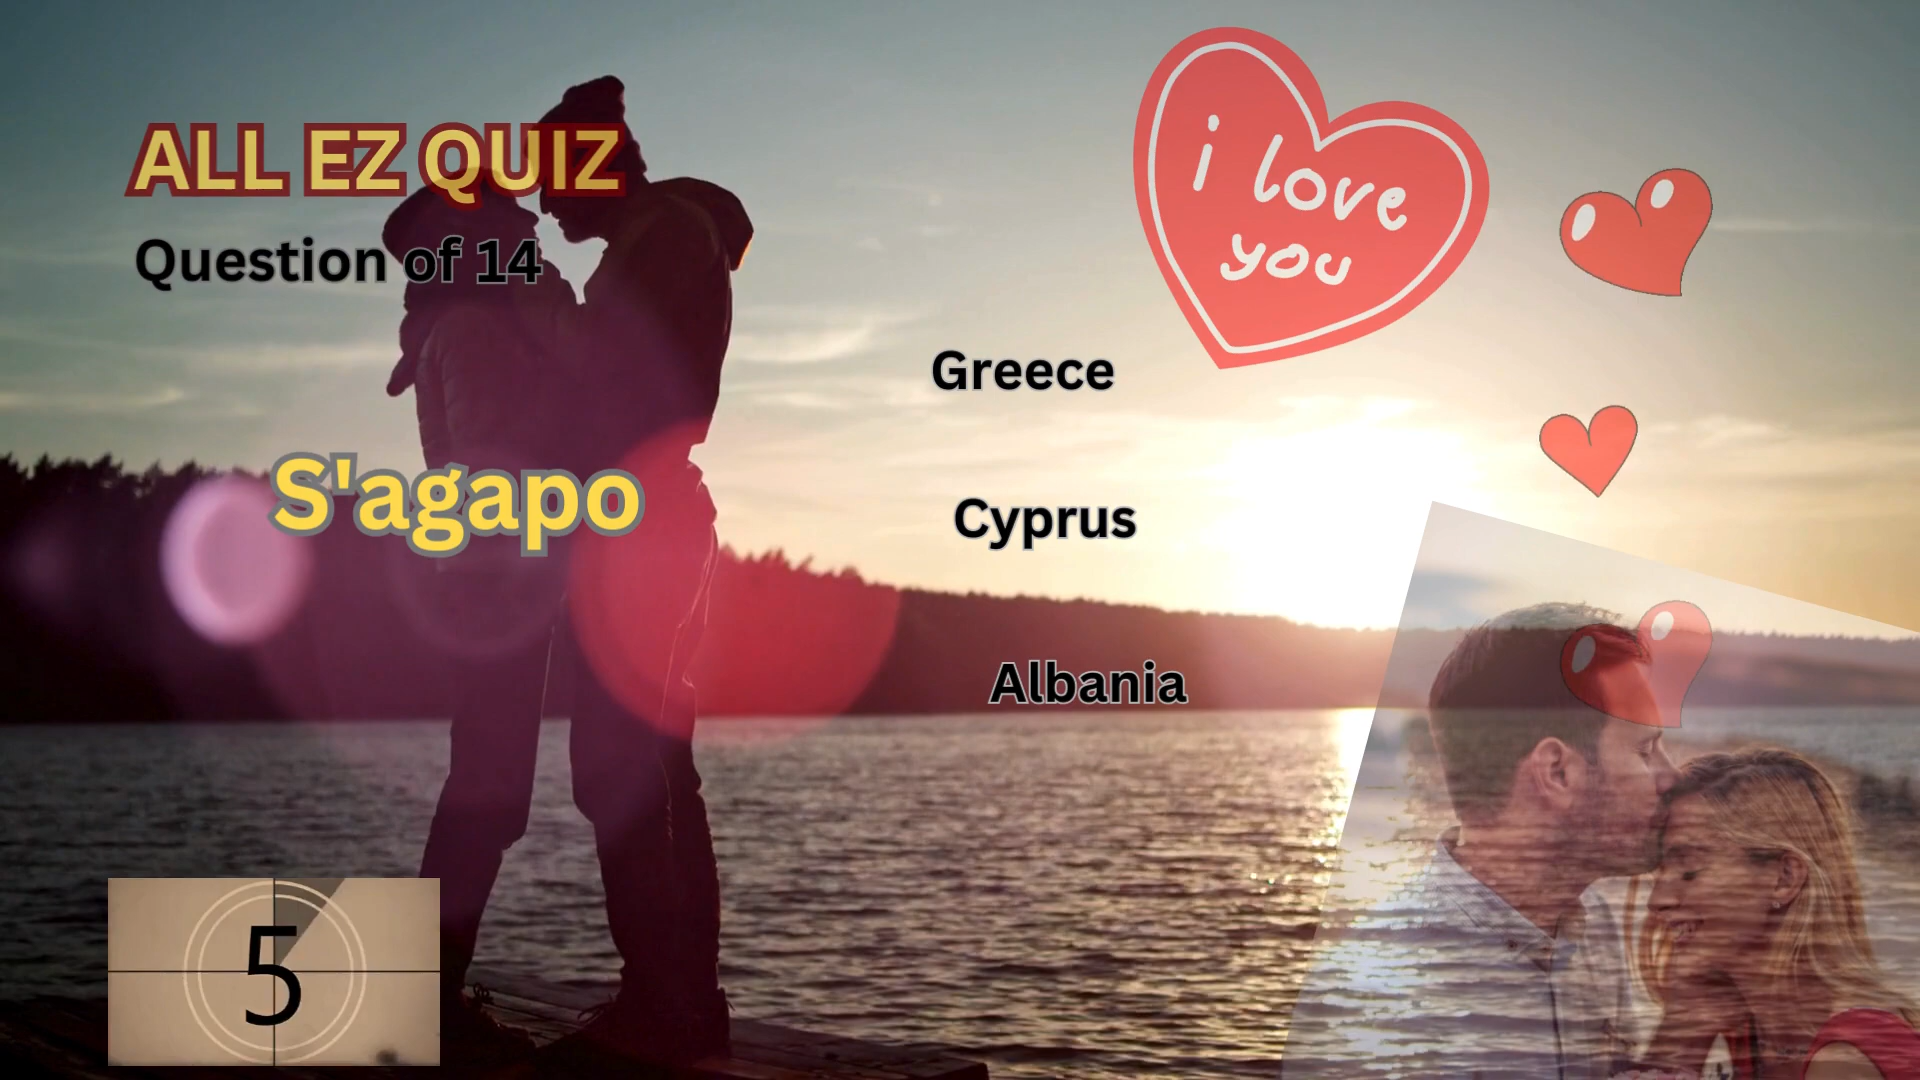 ALL EZ QUIZ
Question of 14
i love
you
Greece
S'agapo
Cyprus
Albania
5